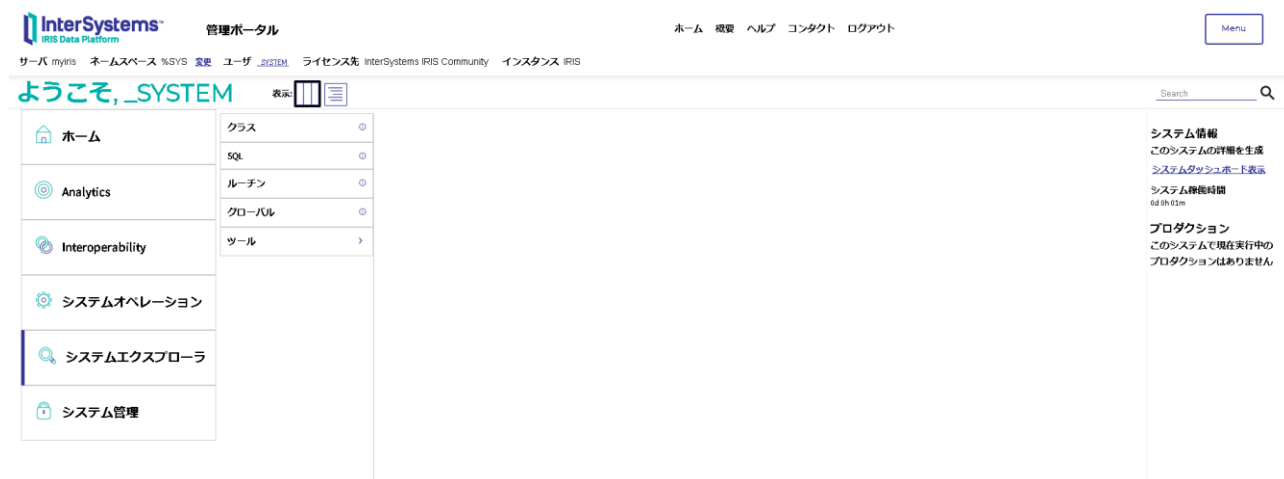 InterSystems™
IRIS Data Platform
管理ポータル
ホーム 概要 ヘルプ コンタクト ログアウト
Menu
サーバ myiris ネームスペース %SYS 変更 ユーザ _SYSTEM ライセンス先 InterSystems IRIS Community インスタンス IRIS
ようこそ, _SYSTEM
表示:
Search
ホーム
Analytics
Interoperability
システムオペレーション
システムエクスプローラ
システム管理
クラス
SQL
ルーチン
グローバル
ツール
システム情報
このシステムの詳細を生成
システムダッシュボード表示
システム稼働時間
0d 0h 01m
プロダクション
このシステムで現在実行中の
プロダクションはありません